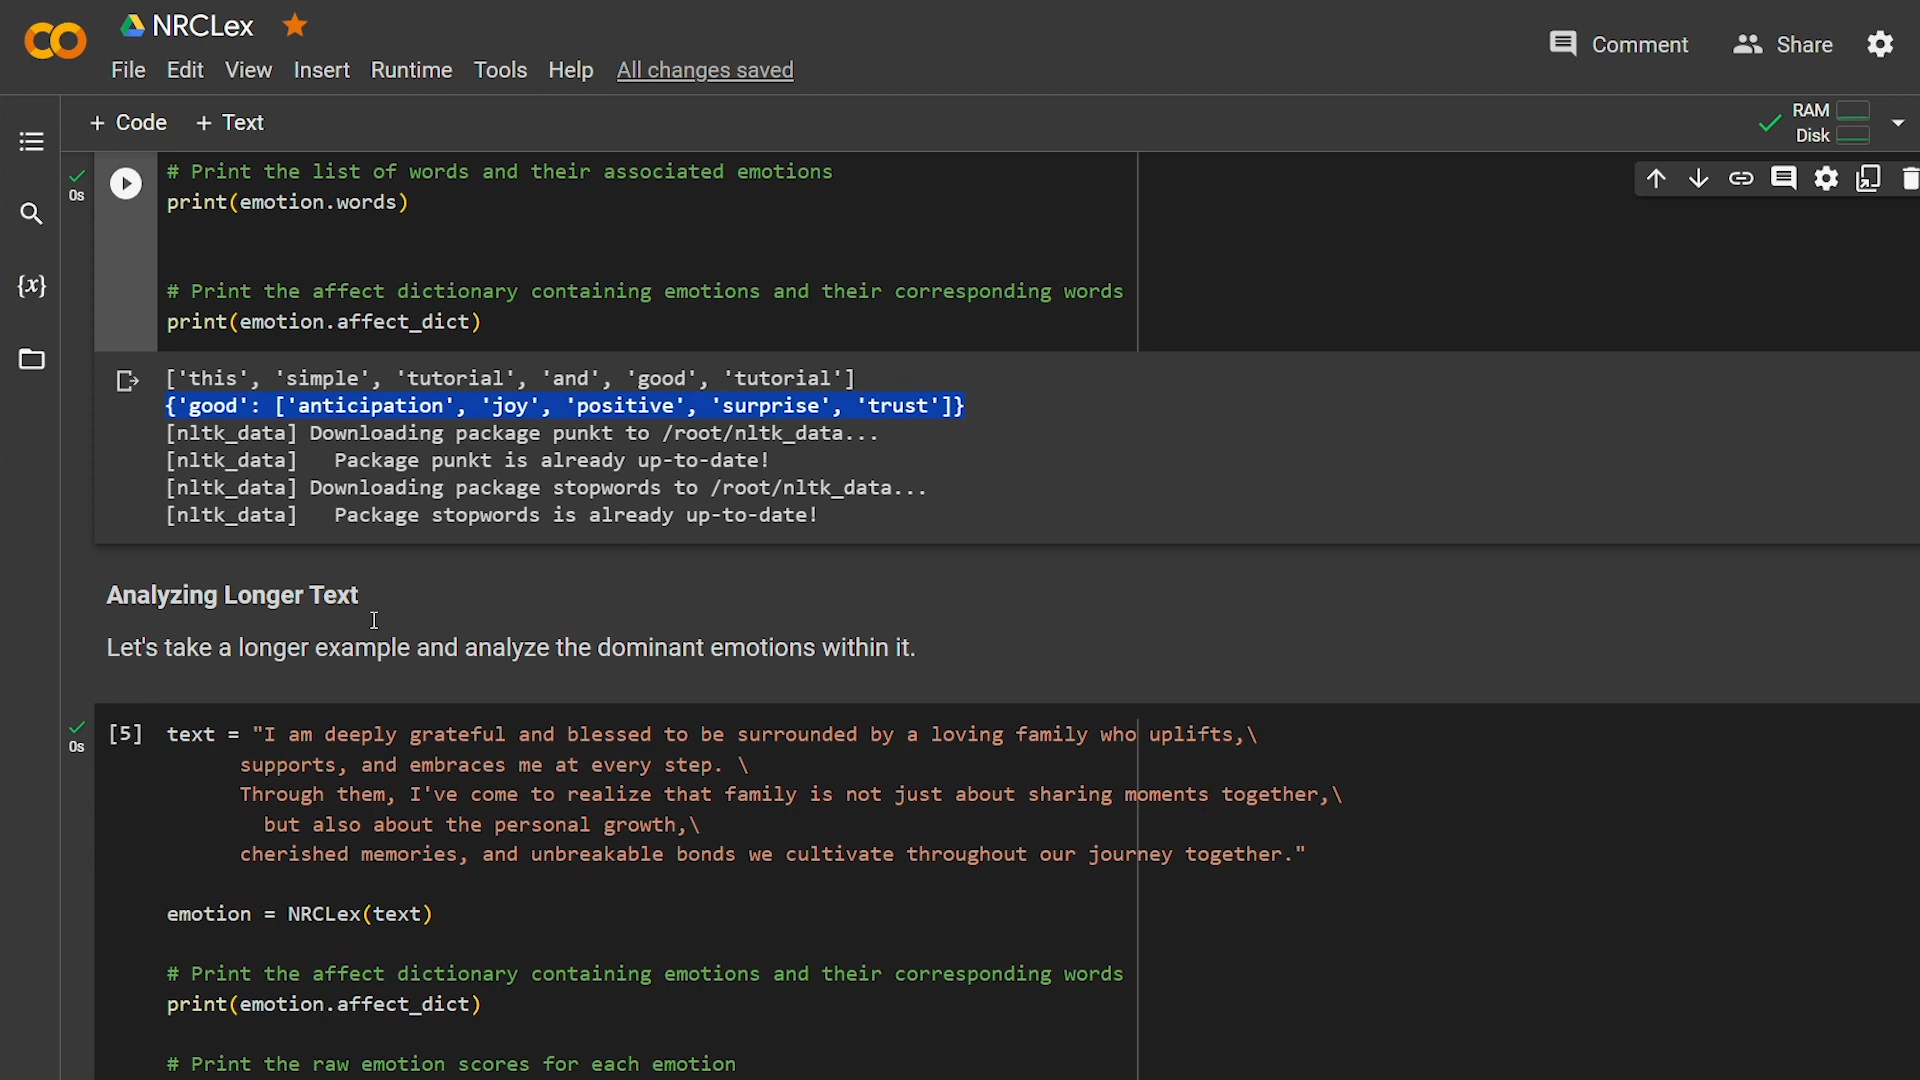 NRCLex
File Edit View Insert Runtime Tools Help All changes saved
Comment Share
+ Code + Text
RAM
Disk
0s
# Print the list of words and their associated emotions
print(emotion.words)
# Print the affect dictionary containing emotions and their corresponding words
print(emotion.affect_dict)
['this', 'simple', 'tutorial', 'and', 'good', 'tutorial']
{'good': ['anticipation', 'joy', 'positive', 'surprise', 'trust']}
[nltk_data] Downloading package punkt to /root/nltk_data...
[nltk_data]   Package punkt is already up-to-date!
[nltk_data] Downloading package stopwords to /root/nltk_data...
[nltk_data]   Package stopwords is already up-to-date!
Analyzing Longer Text
Let's take a longer example and analyze the dominant emotions within it.
0s
[5] text = "I am deeply grateful and blessed to be surrounded by a loving family who uplifts,\
supports, and embraces me at every step. \
Through them, I've come to realize that family is not just about sharing moments together,\
but also about the personal growth,\
cherished memories, and unbreakable bonds we cultivate throughout our journey together."
emotion = NRCLex(text)
# Print the affect dictionary containing emotions and their corresponding words
print(emotion.affect_dict)
# Print the raw emotion scores for each emotion